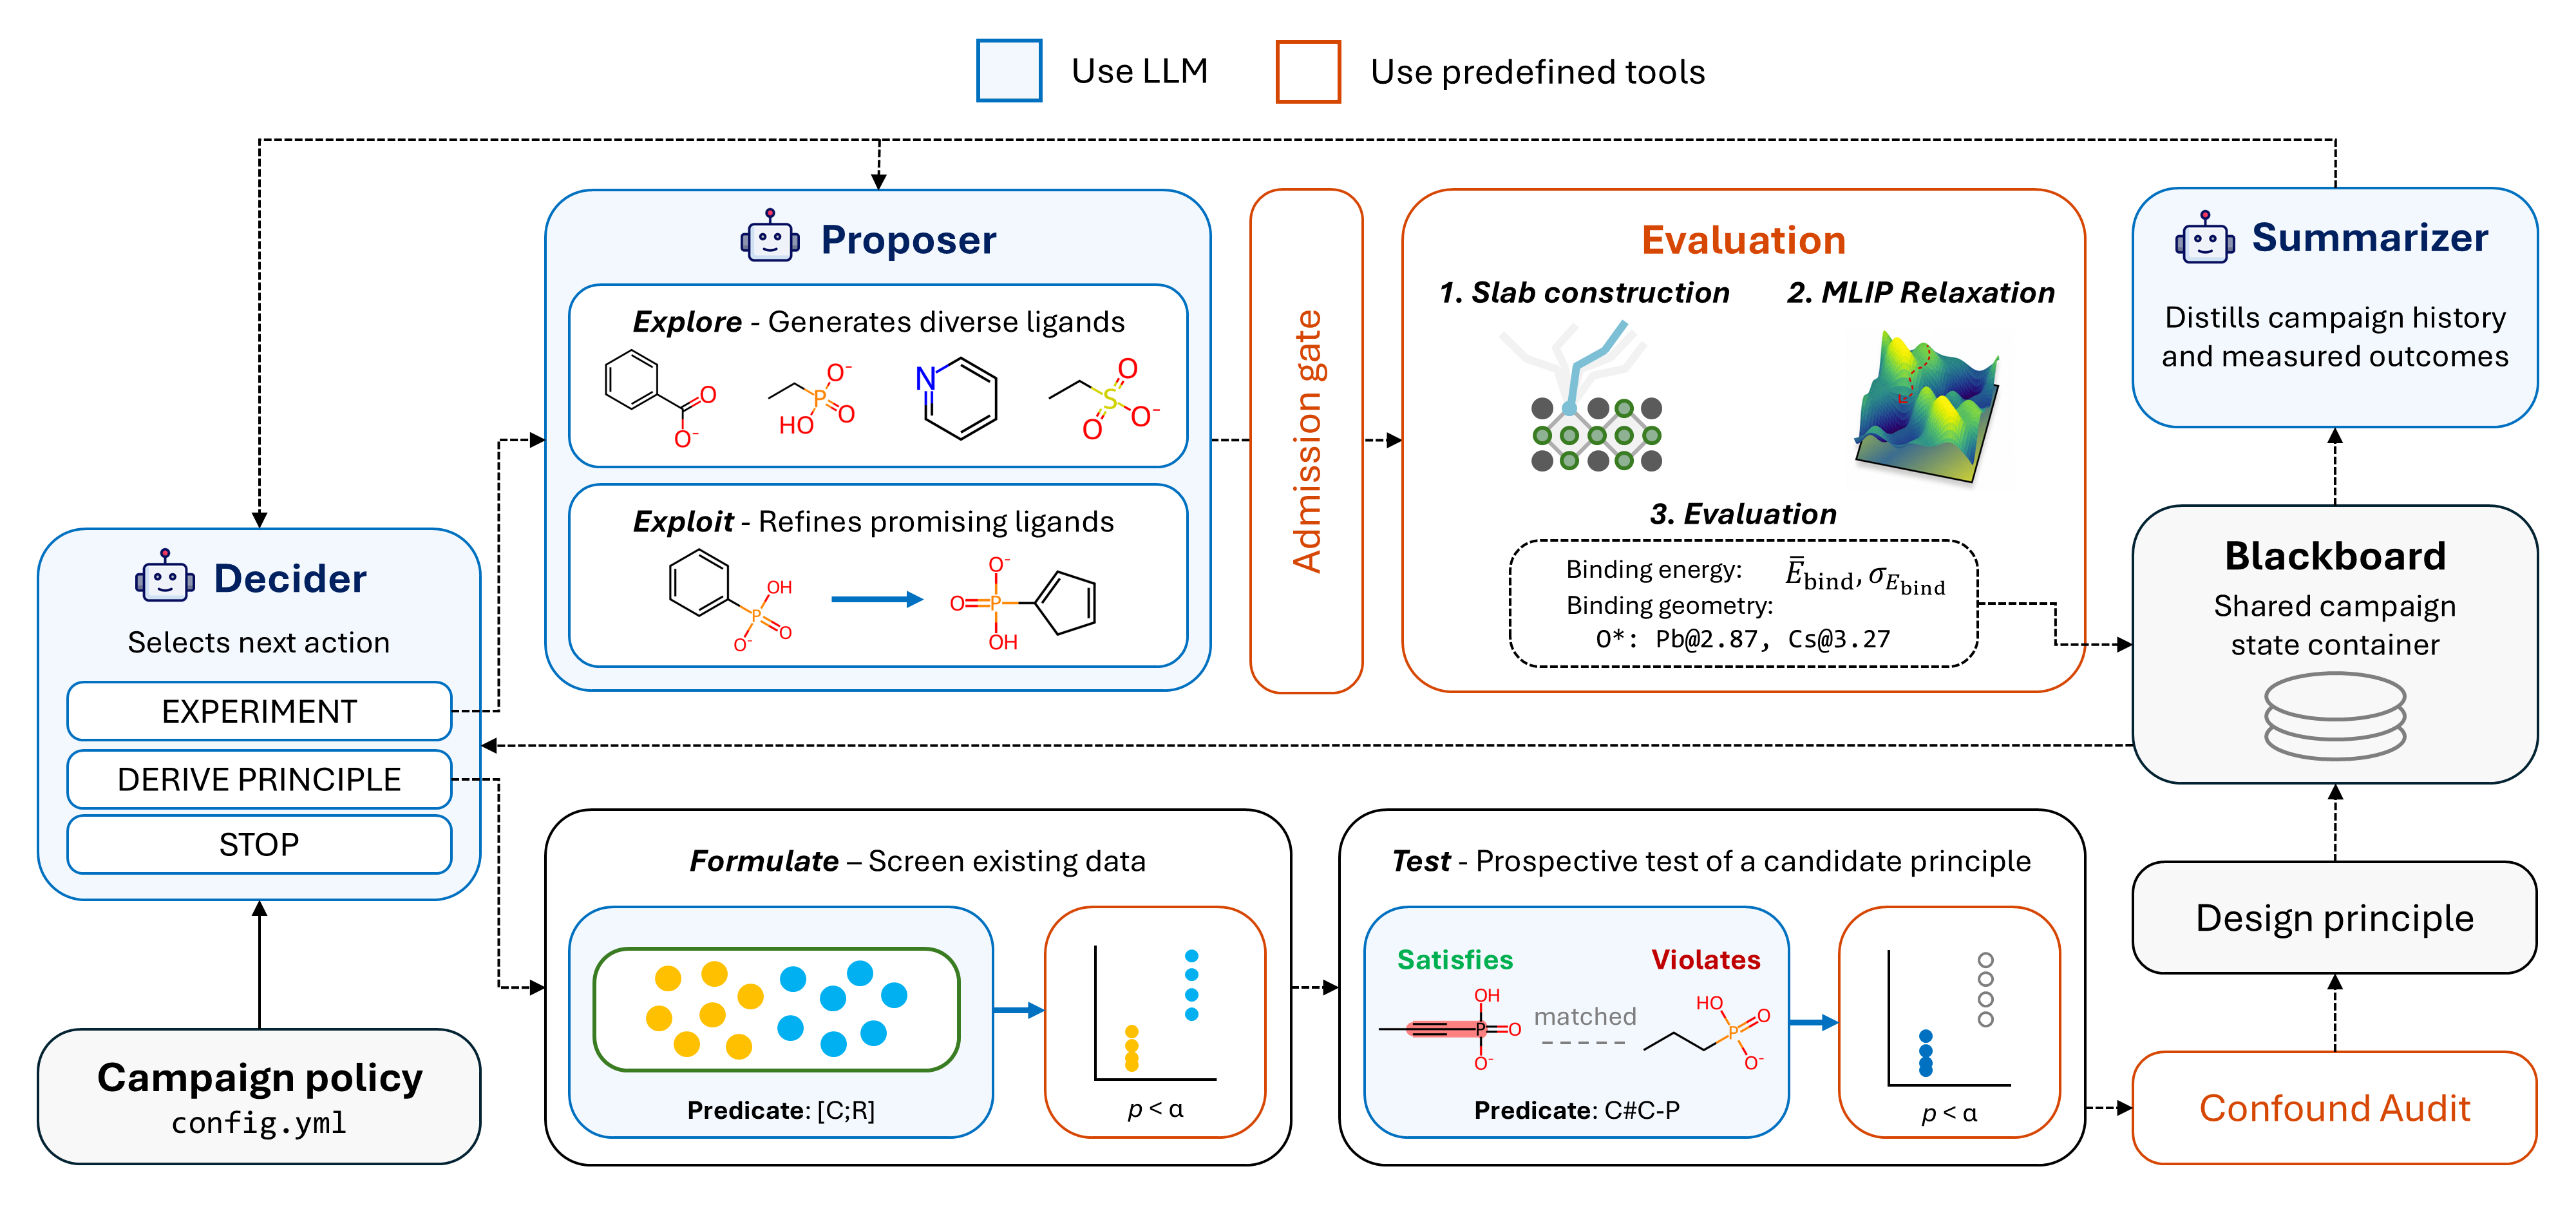 Use LLM
Use predefined tools
Proposer
Explore - Generates diverse ligands
O
O⁻
O⁻
P
O
HO
N
O
S
O⁻
O
Exploit - Refines promising ligands
OH
P
O
O⁻
O⁻
O
P
OH
Admission gate
Evaluation
1. Slab construction
2. MLIP Relaxation
3. Evaluation
Binding energy: Ē_bind, σ_E_bind
Binding geometry:
O*: Pb@2.87, Cs@3.27
Summarizer
Distills campaign history
and measured outcomes
Decider
Selects next action
EXPERIMENT
DERIVE PRINCIPLE
STOP
Blackboard
Shared campaign
state container
Campaign policy
config.yml
Formulate – Screen existing data
Predicate: [C;R]
p < α
Test - Prospective test of a candidate principle
Satisfies
Violates
OH
P
O
O⁻
matched
HO
O
P
O⁻
Predicate: C#C-P
p < α
Design principle
Confound Audit